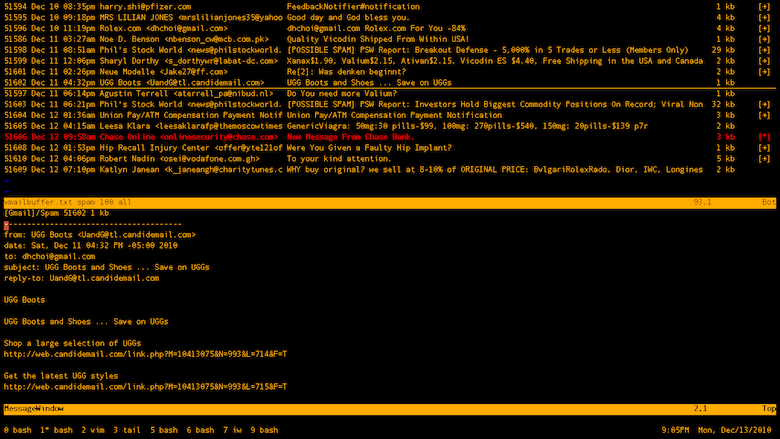 51594 Dec 10 08:35pm harry.shi@pfizer.com FeedbackNotifier#notification 1 kb [+]
51595 Dec 10 09:18pm MRS LILIAN JONES <mrslilianjones35@yahoo Good day and God bless you. 4 kb [+]
51596 Dec 10 11:19pm Rolex.com <dhchoi@gmail.com> dhchoi@gmail.com Rolex.com For You -84% 4 kb [+]
51600 Dec 11 03:27am Noe D. Benson <nbenson_cw@mcb.com.pk> Quality Vicodin Shipped From Within USA! 1 kb [+]
51598 Dec 11 08:51am Phil's Stock World <news@philstockworld. [POSSIBLE SPAM] PSW Report: Breakout Defense - 5,000% in 5 Trades or Less (Members Only) 29 kb [+]
51599 Dec 11 12:06pm Sharyl Dorthy <s_dorthywr@labat-dc.com> Xanax$1.90, Valium$2.15, Ativan$2.15, Vicodin ES $4.40, Free Shipping in the USA and Canada 2 kb [+]
51601 Dec 11 02:26pm Neue Modelle <Jake27@ff.com> Re[2]: Was denken beginnt? 2 kb [+]
51602 Dec 11 04:32pm UGG Boots <UandG@tl.candidemail.com> UGG Boots and Shoes ... Save on UGGs 1 kb
51597 Dec 11 06:14pm Agustin Terrell <aterrell_pa@nibud.nl> Do You need more Valium? 1 kb
51603 Dec 11 06:21pm Phil's Stock World <news@philstockworld. [POSSIBLE SPAM] PSW Report: Investors Hold Biggest Commodity Positions On Record; Viral Non 32 kb [+]
51604 Dec 12 01:36am Union Pay/ATM Compensation Payment Notif Union Pay/ATM Compensation Payment Notification 3 kb [+]
51605 Dec 12 04:15am Leesa Klara <leesaklarafp@themoscowtimes GenericViagra: 50mg:30 pills-$99, 100mg: 270pills-$540, 150mg: 20pills-$139 p7r 2 kb
51606 Dec 12 09:58am Chase Online <onlinesecurity@chase.com> New Message From Chase Bank. 3 kb [*]
51608 Dec 12 01:53pm Hip Recall Injury Center <offer@yte121of Were You Given a Faulty Hip Implant? 1 kb [+]
51610 Dec 12 04:06pm Robert Nadin <osei@vodafone.com.gh> To your kind attention. 5 kb [+]
51609 Dec 12 07:10pm Katlyn Janean <k_janeangh@charitytunes.c WHY buy original? we sell at 8-10% of ORIGINAL PRICE: BvlgariRolexRado, Dior, IWC, Longines 2 kb
~
~
vmailbuffer.txt spam 100 all 93.1 Bot
[Gmail]/Spam 51602 1 kb
---------------------------------------
from: UGG Boots <UandG@tl.candidemail.com>
date: Sat, Dec 11 04:32 PM -05:00 2010
to: dhchoi@gmail.com
subject: UGG Boots and Shoes ... Save on UGGs
reply-to: UandG@tl.candidemail.com
UGG Boots
UGG Boots and Shoes ... Save on UGGs
Shop a large selection of UGGs
http://web.candidemail.com/link.php?M=10413075&N=993&L=714&F=T
Get the latest UGG styles
http://web.candidemail.com/link.php?M=10413075&N=993&L=715&F=T
MessageWindow 2,1 Top
0 bash 1* bash 2 vim 3 tail 5 bash 6 bash 7 iw 9 bash 9:05PM Mon, Dec/13/2010